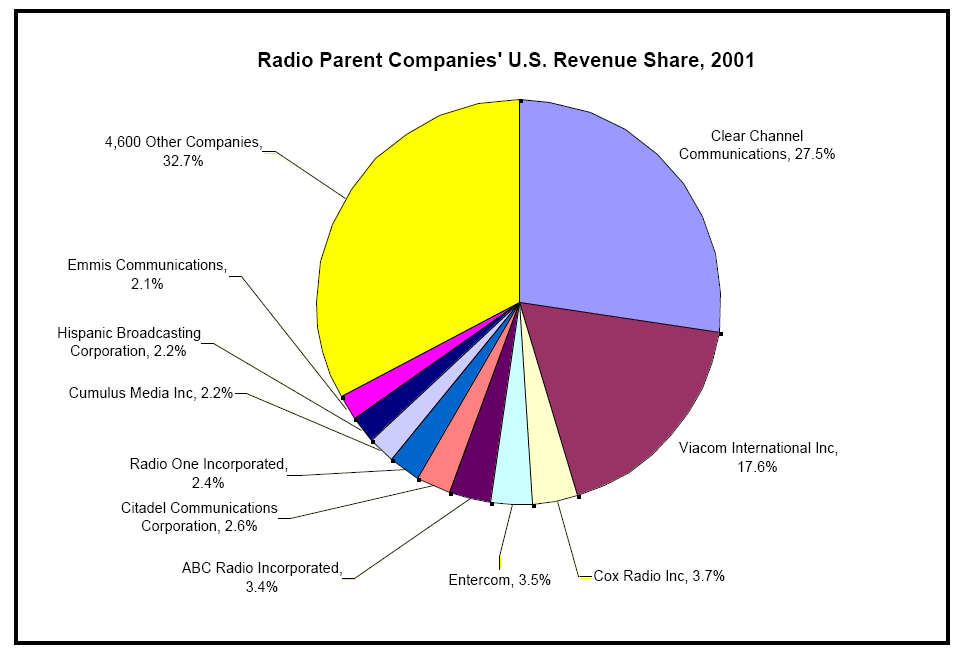 Radio Parent Companies' U.S. Revenue Share, 2001
Clear Channel
Communications, 27.5%
Viacom International Inc,
17.6%
Cox Radio Inc, 3.7%
Entercom, 3.5%
ABC Radio Incorporated,
3.4%
Citadel Communications
Corporation, 2.6%
Radio One Incorporated,
2.4%
Cumulus Media Inc, 2.2%
Hispanic Broadcasting
Corporation, 2.2%
Emmis Communications,
2.1%
4,600 Other Companies,
32.7%